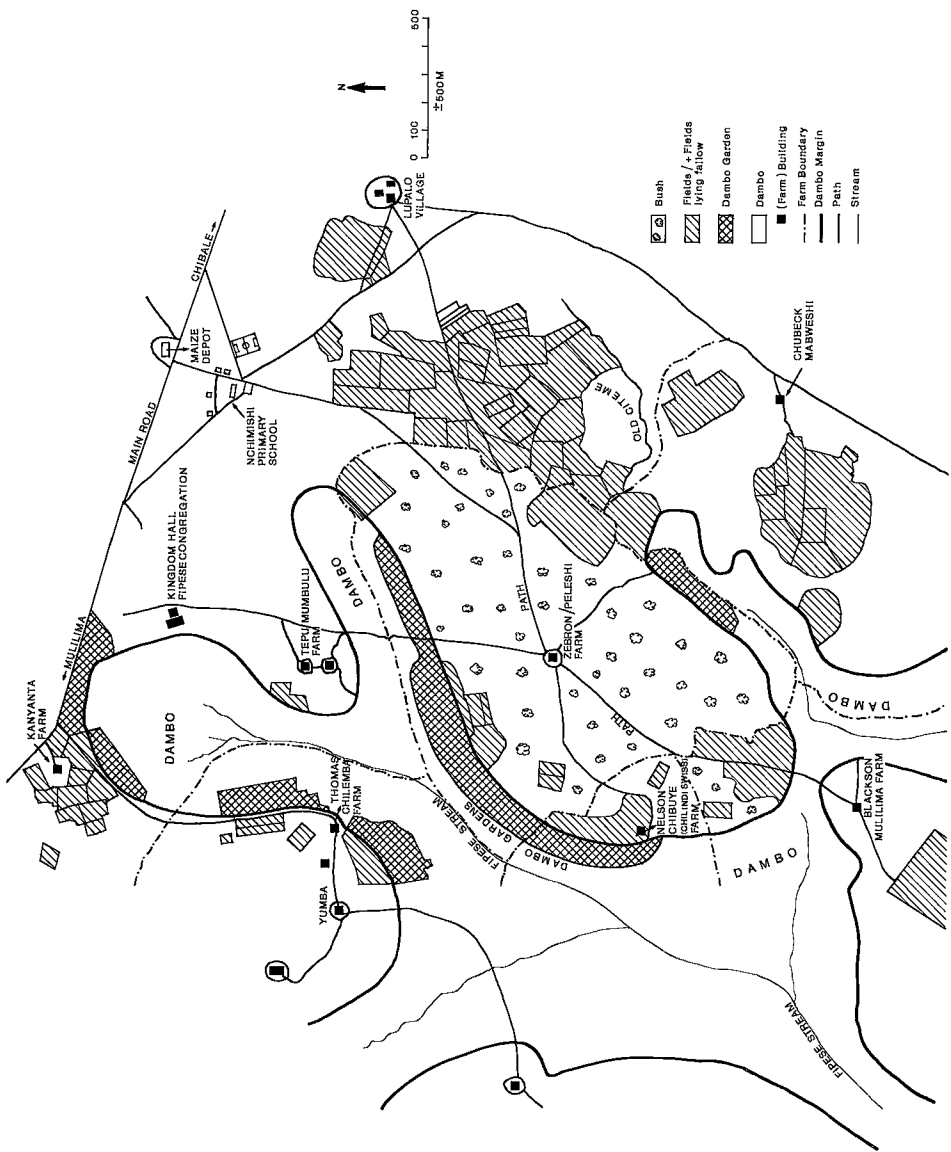 KANYANTA
FARM
MULILIMA
MAIN ROAD
CHIBALE
KINGDOM HALL
FIPESE CONGREGATION
MAIZE
DEPOT
NCHIMISHI
PRIMARY
SCHOOL
DAMBO
TEPU MUMBULU
FARM
DAMBO
THOMAS
CHILEMBA
FARM
YUMBA
FIPESE STREAM
DAMBO GARDENS
PATH
ZEBRON / PELESHI
FARM
PATH
NELSON
CHIBUYE
(CHILINDI SWISS)
FARM
DAMBO
FIPESE STREAM
BLACKSON
MULILIMA FARM
DAMBO
OLD CITEME
CHUBECK
MABWESHI
LUPALO
VILLAGE
N
0 100 500
±500M
Bush
Fields / + Fields
lying fallow
Dambo Garden
Dambo
(Farm) Building
Farm Boundary
Dambo Margin
Path
Stream